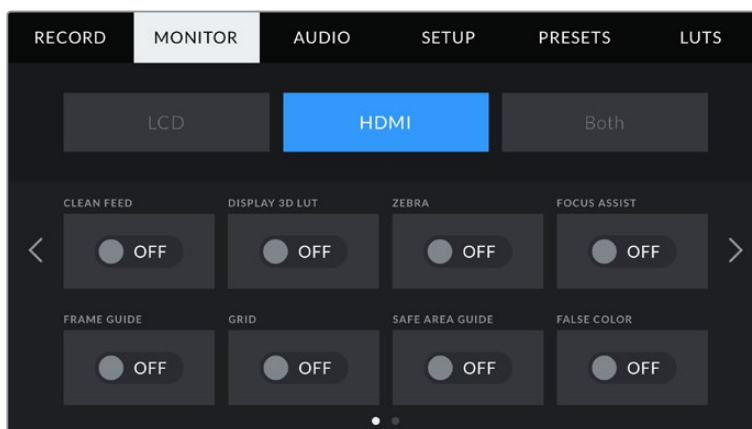 RECORD MONITOR AUDIO SETUP PRESETS LUTS
LCD HDMI Both
CLEAN FEED DISPLAY 3D LUT ZEBRA FOCUS ASSIST
OFF OFF OFF OFF
FRAME GUIDE GRID SAFE AREA GUIDE FALSE COLOR
OFF OFF OFF OFF